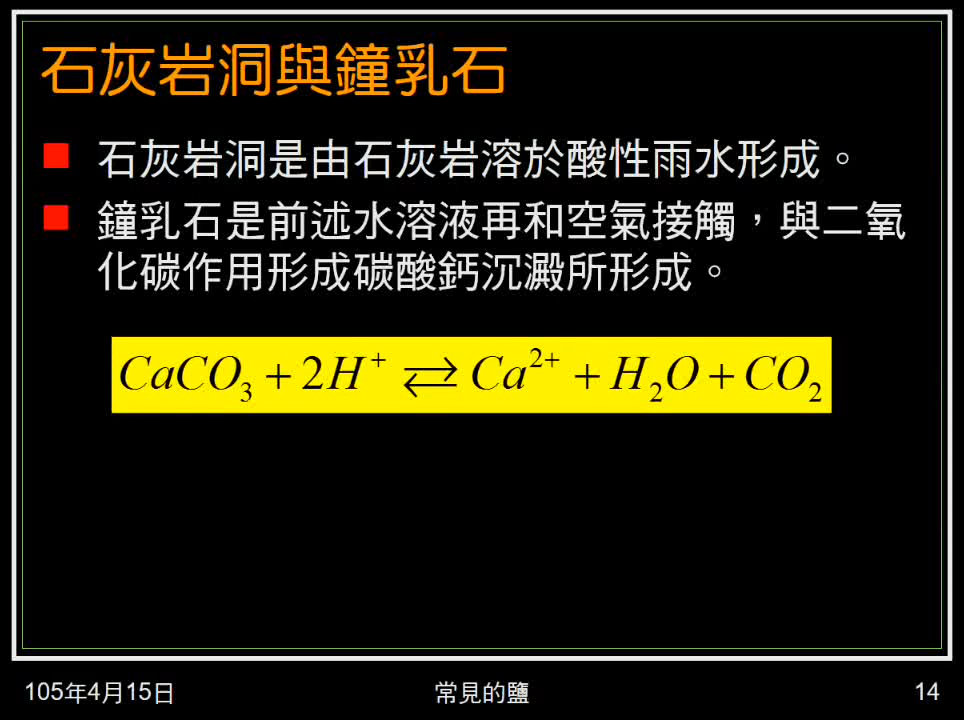 石灰岩洞與鐘乳石
石灰岩洞是由石灰岩溶於酸性雨水形成。
鐘乳石是前述水溶液再和空氣接觸，與二氧
化碳作用形成碳酸鈣沉澱所形成。
CaCO₃ + 2H⁺ ⇄ Ca²⁺ + H₂O + CO₂
105年4月15日
常見的鹽
14